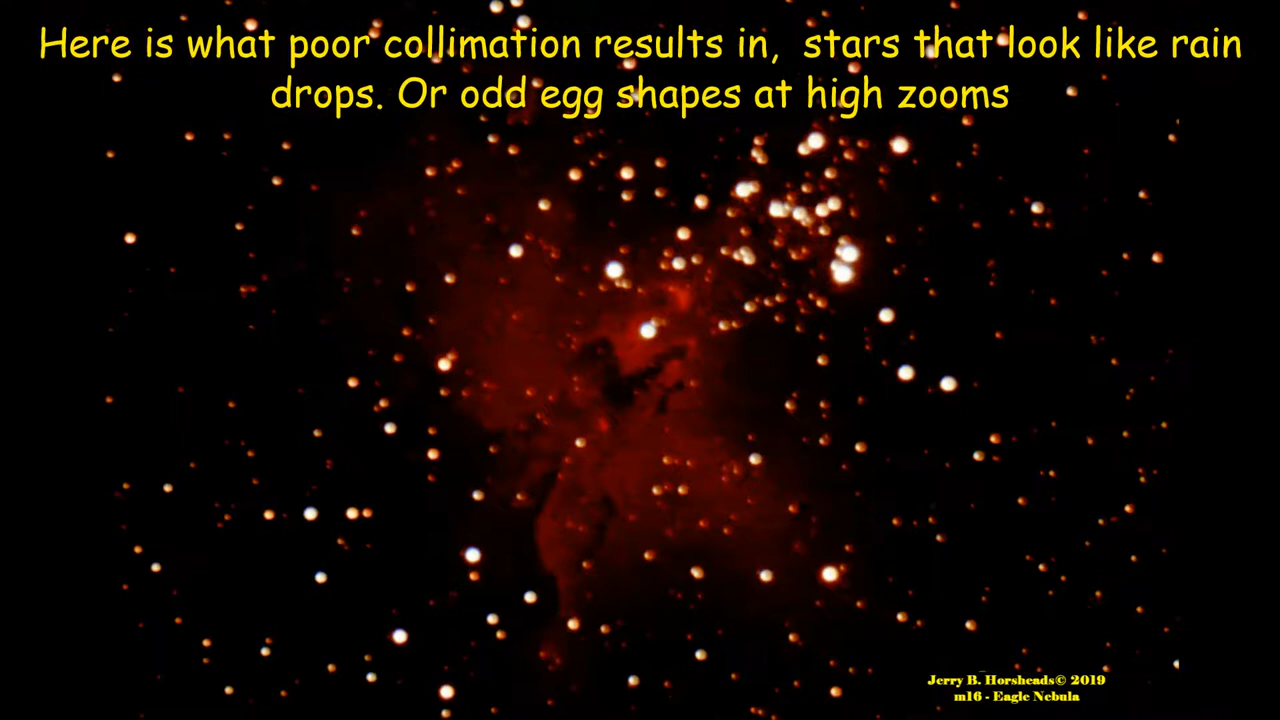 Here is what poor collimation results in, stars that look like rain
drops. Or odd egg shapes at high zooms
Jerry B. Horsheads© 2019
m16 - Eagle Nebula